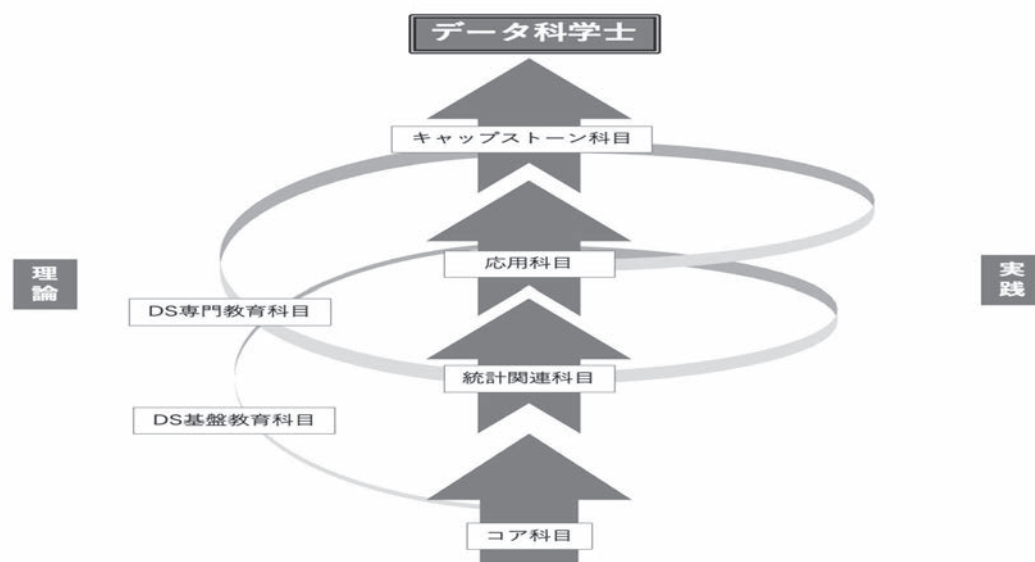 データ科学士
キャップストーン科目
応用科目
理論
実践
DS専門教育科目
統計関連科目
DS基盤教育科目
コア科目